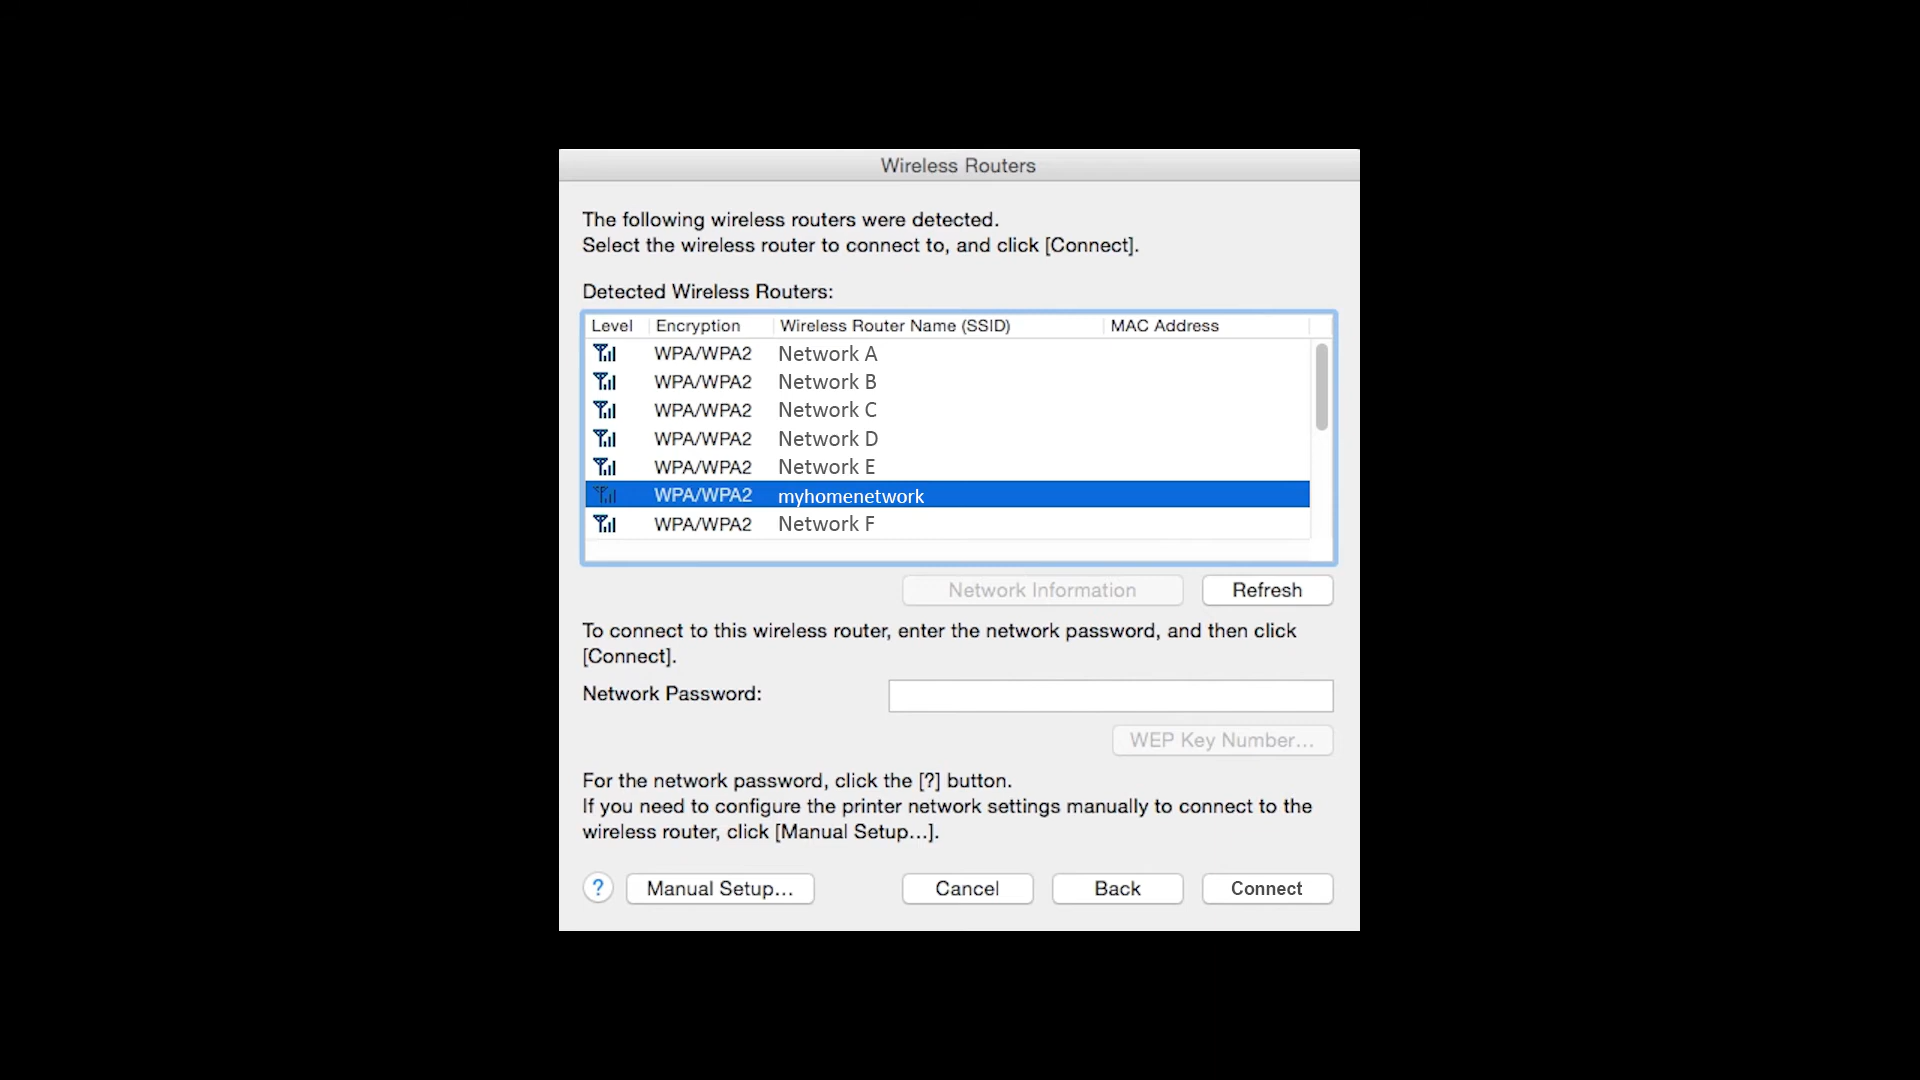 Wireless Routers
The following wireless routers were detected.
Select the wireless router to connect to, and click [Connect].
Detected Wireless Routers:
Level Encryption Wireless Router Name (SSID) MAC Address
WPA/WPA2 Network A
WPA/WPA2 Network B
WPA/WPA2 Network C
WPA/WPA2 Network D
WPA/WPA2 Network E
WPA/WPA2 myhomenetwork
WPA/WPA2 Network F
Network Information Refresh
To connect to this wireless router, enter the network password, and then click
[Connect].
Network Password:
WEP Key Number...
For the network password, click the [?] button.
If you need to configure the printer network settings manually to connect to the
wireless router, click [Manual Setup...].
? Manual Setup... Cancel Back Connect